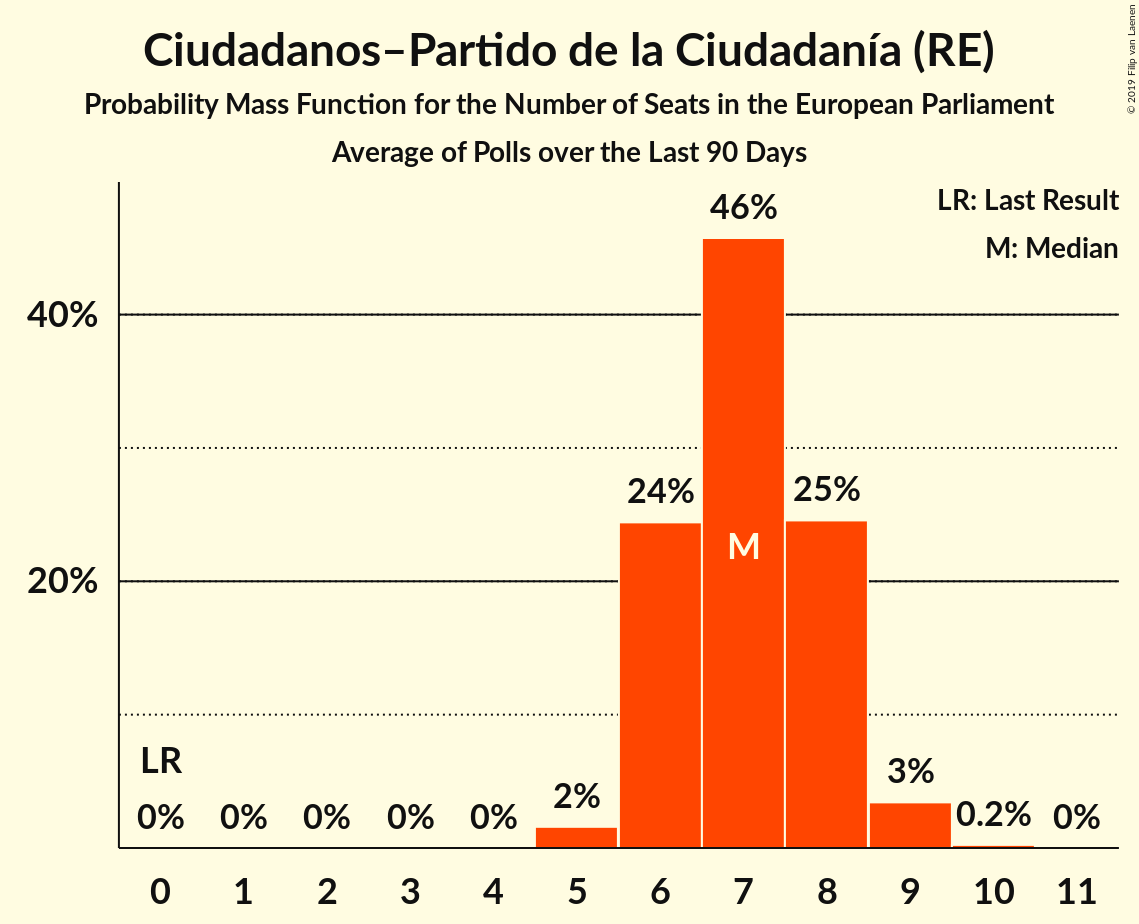 Ciudadanos–Partido de la Ciudadanía (RE)
Probability Mass Function for the Number of Seats in the European Parliament
Average of Polls over the Last 90 Days
© 2019 Filip van Laenen
LR: Last Result
M: Median
46%
40%
24%
25%
M
20%
LR
0%
0%
0%
0%
0%
2%
3%
0.2%
0%
0 1 2 3 4 5 6 7 8 9 10 11